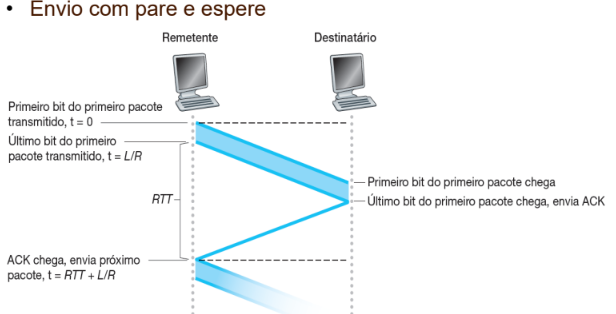 • Envio com pare e espere
Remetente
Destinatário
Primeiro bit do primeiro pacote
transmitido, t = 0
Último bit do primeiro
pacote transmitido, t = L/R
Primeiro bit do primeiro pacote chega
RTT
Último bit do primeiro pacote chega, envia ACK
ACK chega, envia próximo
pacote, t = RTT + L/R